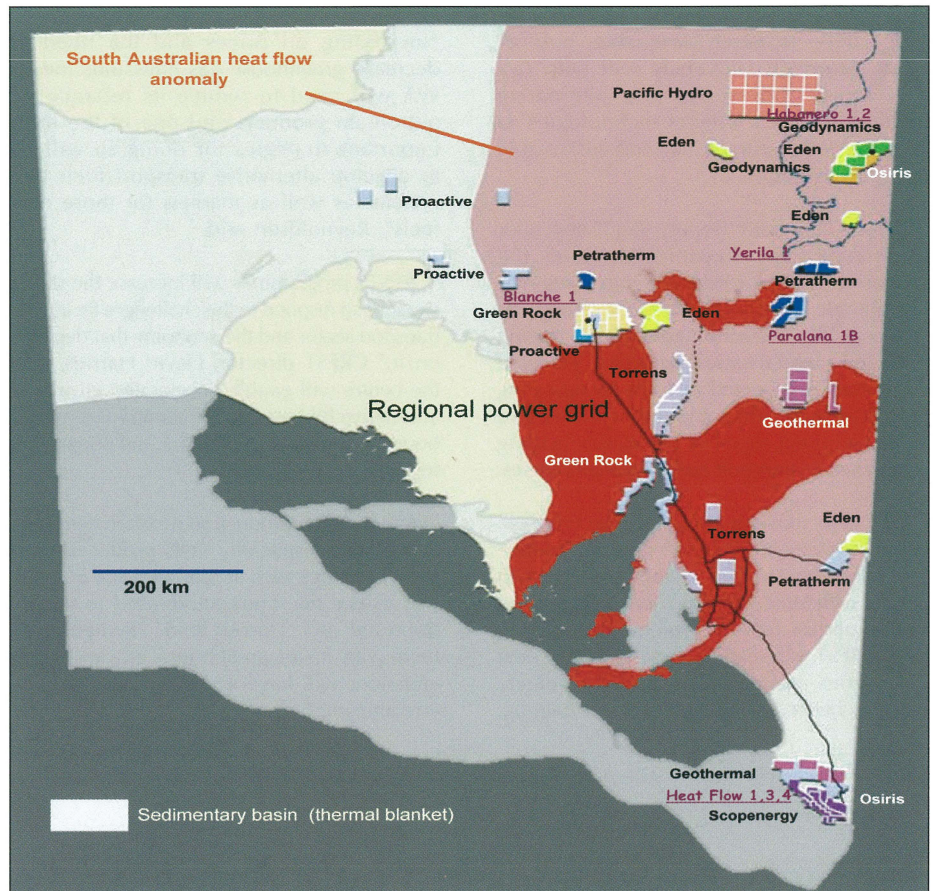 South Australian heat flow
anomaly
Pacific Hydro
Habanero 1,2
Geodynamics
Eden
Eden
Geodynamics
Osiris
Proactive
Eden
Yerila 1
Petratherm
Proactive
Petratherm
Blanche 1
Green Rock
Eden
Paralana 1B
Proactive
Torrens
Regional power grid
Geothermal
Green Rock
Eden
Torrens
200 km
Petratherm
Geothermal
Heat Flow 1,3,4
Osiris
Scopenergy
Sedimentary basin (thermal blanket)